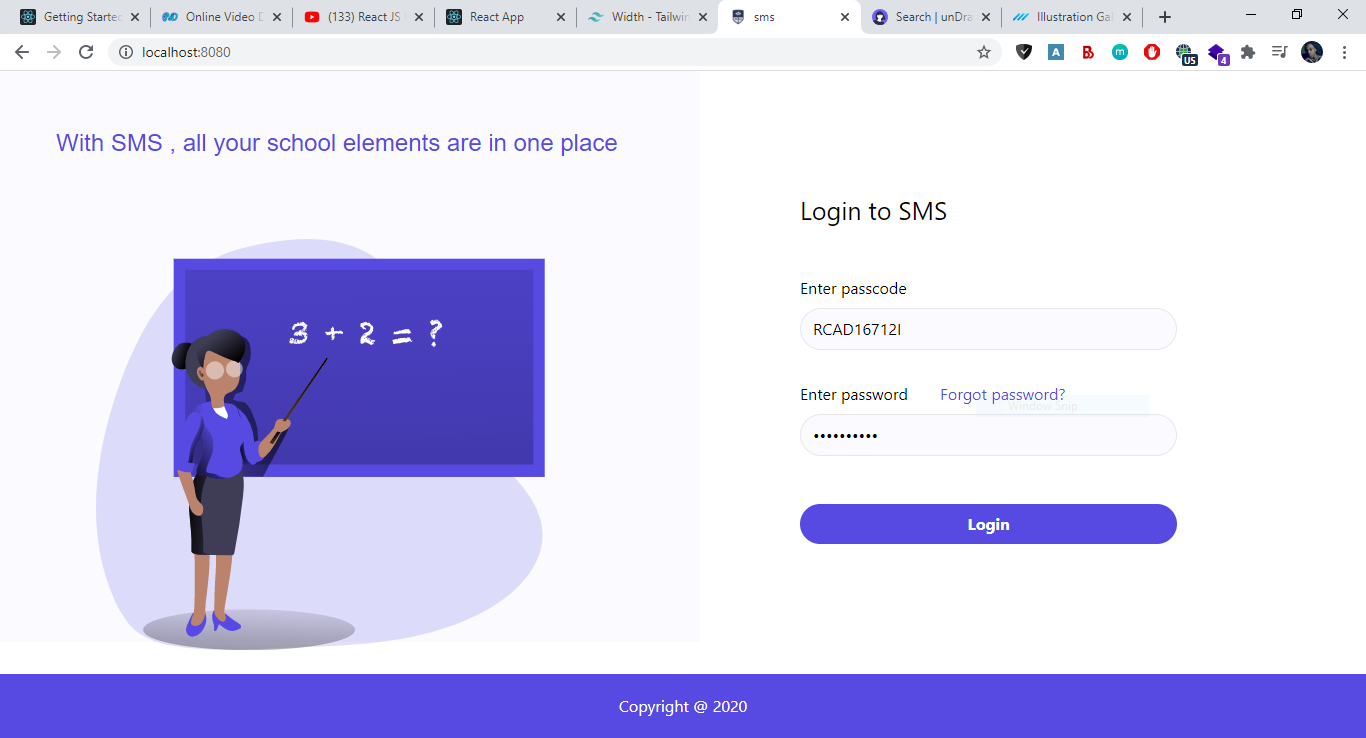 Getting Started
Online Video D
(133) React JS
React App
Width - Tailwin
sms
Search | unDra
Illustration Gal
localhost:8080
A
B
m
US
4
With SMS , all your school elements are in one place
3 + 2 = ?
Login to SMS
Enter passcode
RCAD16712I
Enter password Forgot password?
Window Snip
••••••••••
Login
Copyright @ 2020